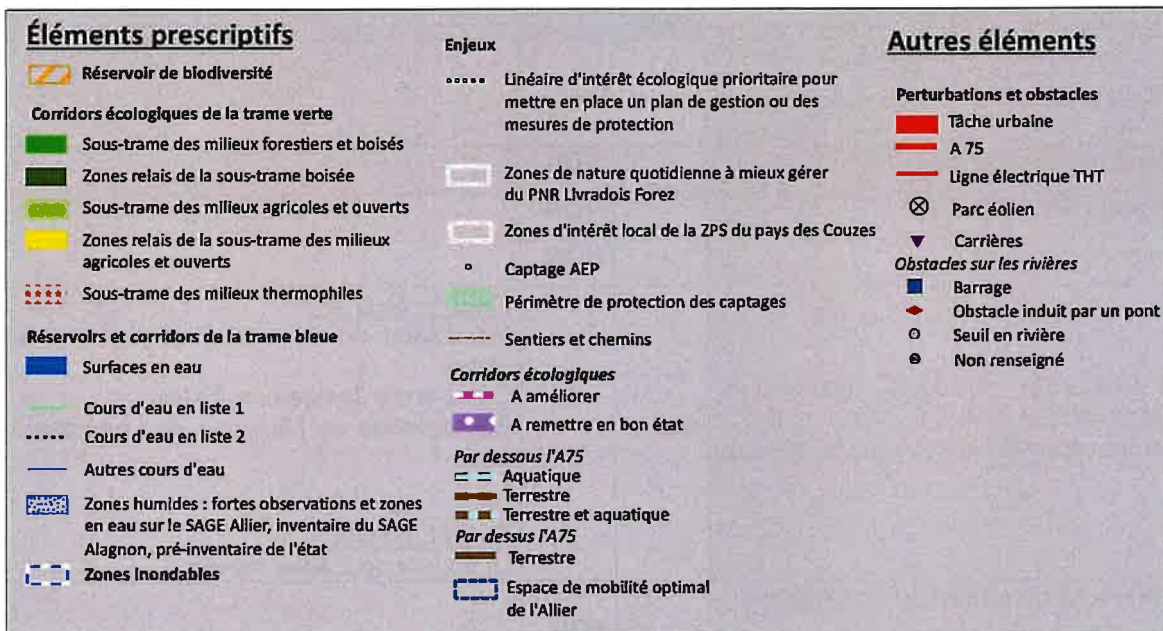 Éléments prescriptifs
Réservoir de biodiversité
Corridors écologiques de la trame verte
Sous-trame des milieux forestiers et boisés
Zones relais de la sous-trame boisée
Sous-trame des milieux agricoles et ouverts
Zones relais de la sous-trame des milieux
agricoles et ouverts
Sous-trame des milieux thermophiles
Réservoirs et corridors de la trame bleue
Surfaces en eau
Cours d'eau en liste 1
Cours d'eau en liste 2
Autres cours d'eau
Zones humides : fortes observations et zones
en eau sur le SAGE Allier, inventaire du SAGE
Alagnon, pré-inventaire de l'état
Zones inondables
Enjeux
Linéaire d'intérêt écologique prioritaire pour
mettre en place un plan de gestion ou des
mesures de protection
Zones de nature quotidienne à mieux gérer
du PNR Livradois Forez
Zones d'intérêt local de la ZPS du pays des Couzes
Captage AEP
Périmètre de protection des captages
Sentiers et chemins
Corridors écologiques
A améliorer
A remettre en bon état
Par dessous l'A75
Aquatique
Terrestre
Terrestre et aquatique
Par dessus l'A75
Terrestre
Espace de mobilité optimal
de l'Allier
Autres éléments
Perturbations et obstacles
Tâche urbaine
A 75
Ligne électrique THT
Parc éolien
Carrières
Obstacles sur les rivières
Barrage
Obstacle induit par un pont
Seuil en rivière
Non renseigné